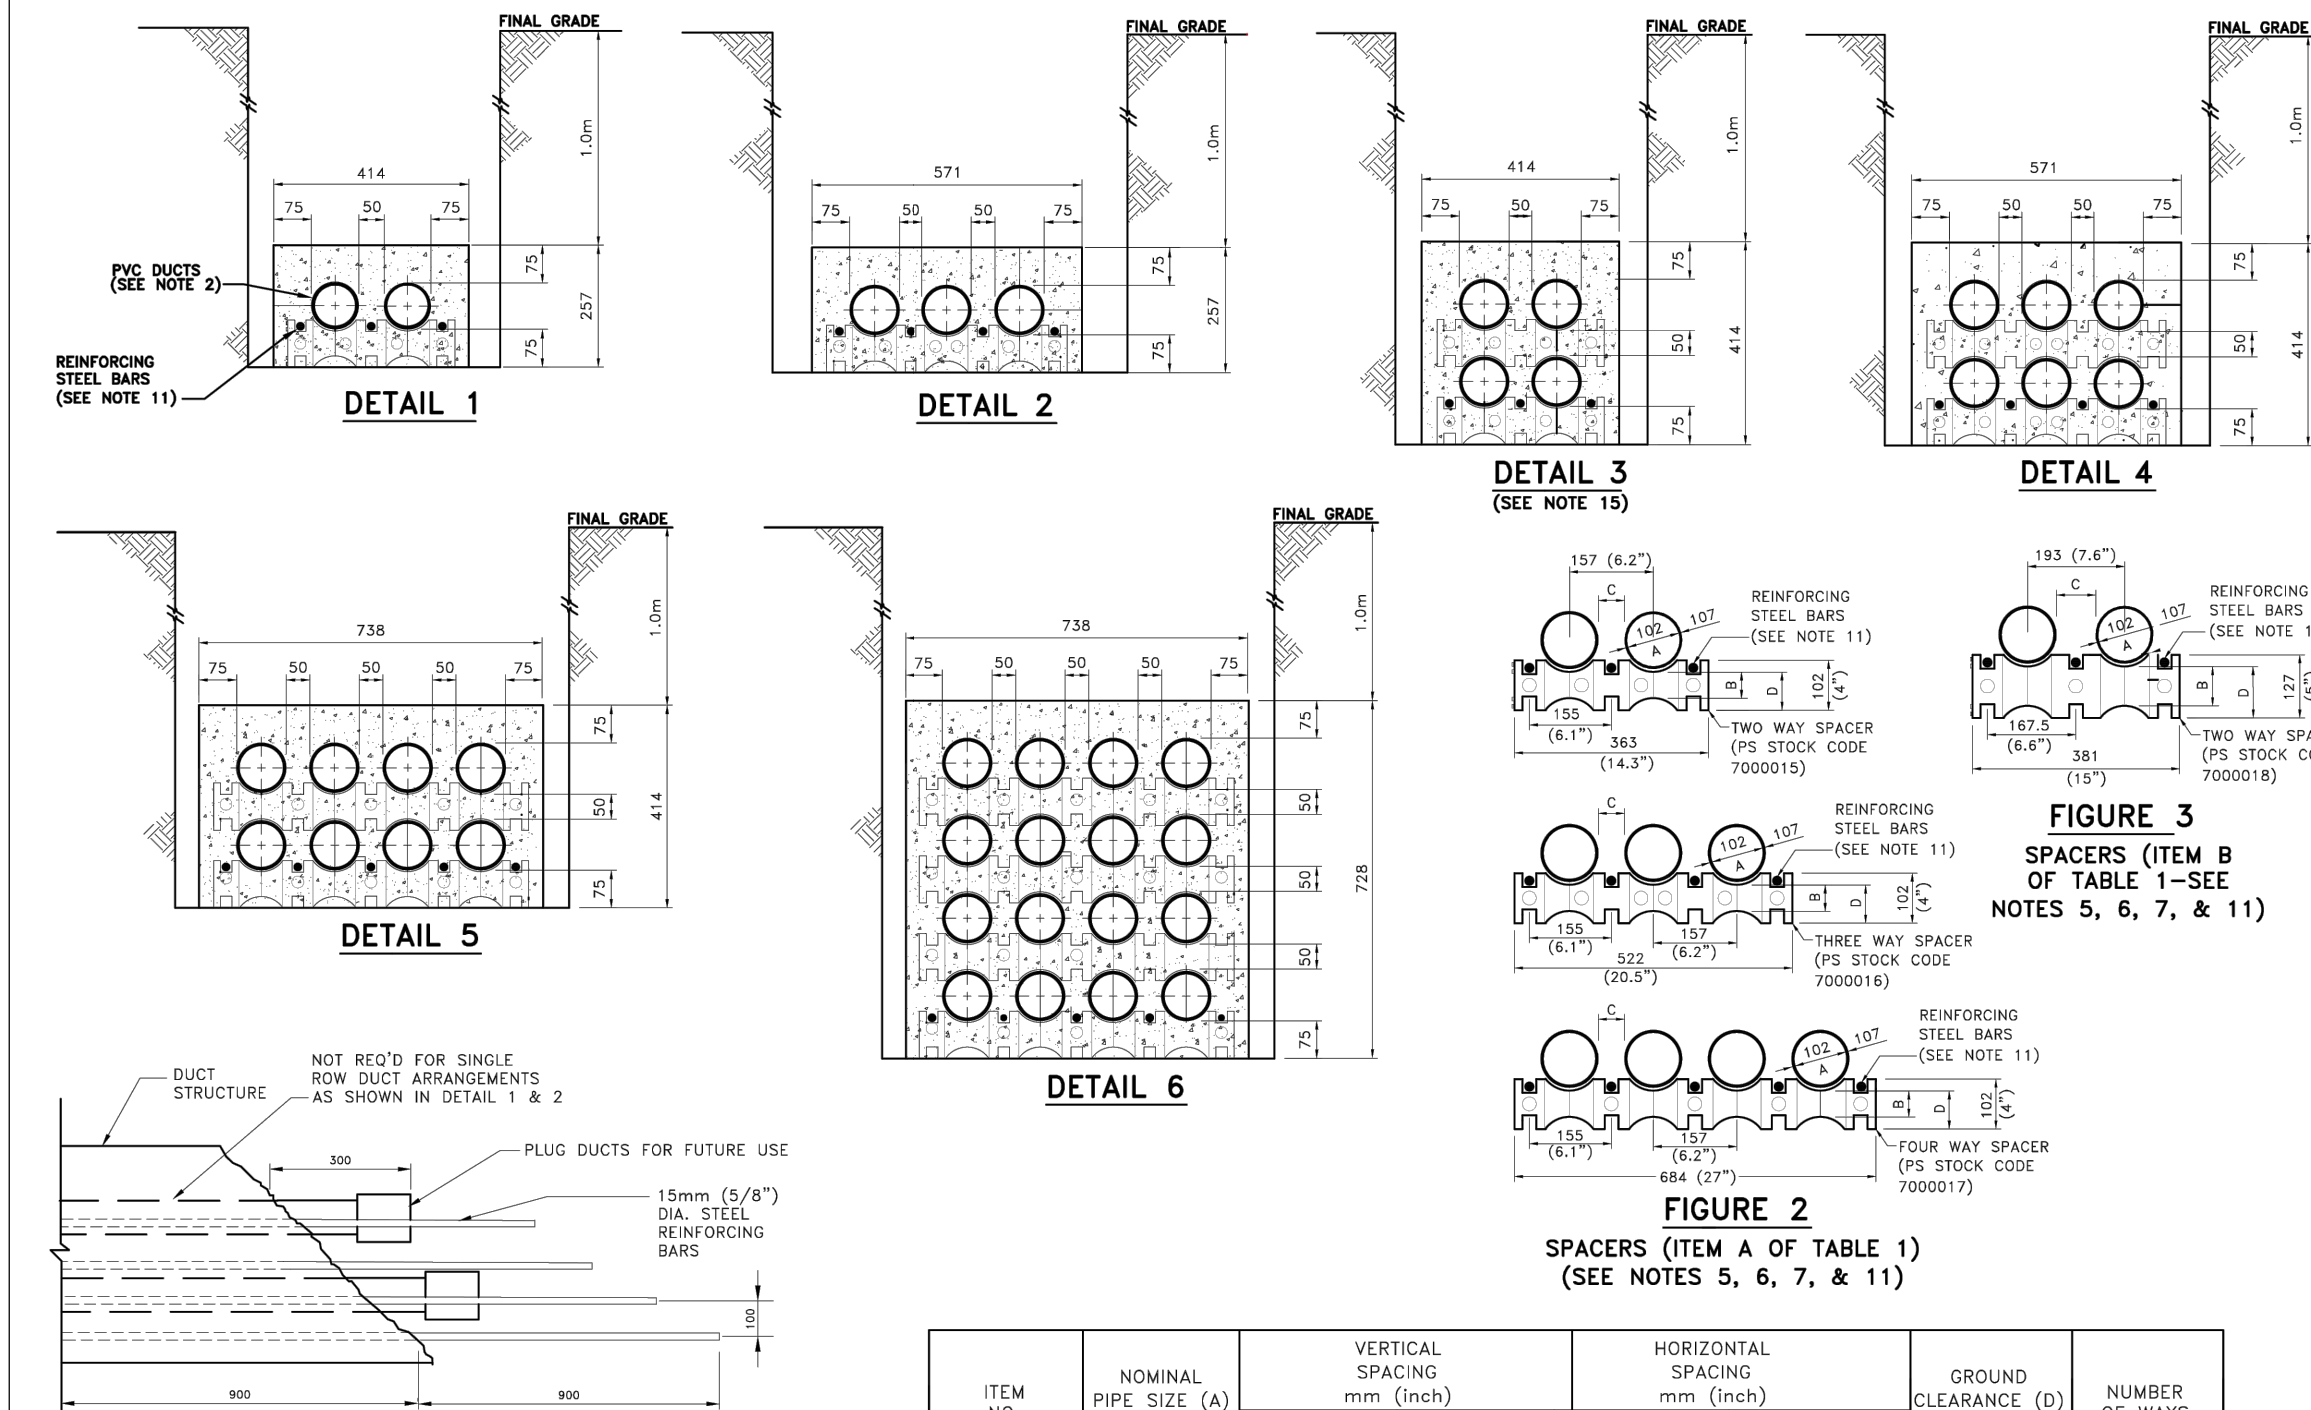 FINAL GRADE
1.0m
414
75
50
75
PVC DUCTS
(SEE NOTE 2)
75
257
75
REINFORCING
STEEL BARS
(SEE NOTE 11)
DETAIL 1
FINAL GRADE
1.0m
571
75
50
50
75
75
257
75
DETAIL 2
FINAL GRADE
1.0m
414
75
50
75
75
50
414
75
DETAIL 3
(SEE NOTE 15)
FINAL GRADE
1.0m
571
75
50
50
75
75
50
414
75
DETAIL 4
FINAL GRADE
1.0m
738
75
50
50
50
75
75
50
414
75
DETAIL 5
FINAL GRADE
1.0m
738
75
50
50
50
75
75
50
50
728
50
75
DETAIL 6
157 (6.2")
C
102
107
A
REINFORCING
STEEL BARS
(SEE NOTE 11)
B
D
102
(4")
155
(6.1")
363
(14.3")
TWO WAY SPACER
(PS STOCK CODE
7000015)
C
102
107
A
REINFORCING
STEEL BARS
(SEE NOTE 11)
B
D
102
(4")
155
(6.1")
157
(6.2")
522
(20.5")
THREE WAY SPACER
(PS STOCK CODE
7000016)
C
102
107
A
REINFORCING
STEEL BARS
(SEE NOTE 11)
B
D
102
(4")
155
(6.1")
157
(6.2")
684 (27")
FOUR WAY SPACER
(PS STOCK CODE
7000017)
FIGURE 2
SPACERS (ITEM A OF TABLE 1)
(SEE NOTES 5, 6, 7, & 11)
193 (7.6")
C
102
107
A
REINFORCING
STEEL BARS
(SEE NOTE
B
D
127
(5")
167.5
(6.6")
381
(15")
TWO WAY
(PS STOCK
7000018)
FIGURE 3
SPACERS (ITEM B
OF TABLE 1-SEE
NOTES 5, 6, 7, & 11)
DUCT
STRUCTURE
NOT REQ'D FOR SINGLE
ROW DUCT ARRANGEMENTS
AS SHOWN IN DETAIL 1 & 2
300
PLUG DUCTS FOR FUTURE USE
15mm (5/8")
DIA. STEEL
REINFORCING
BARS
100
900
900
ITEM
NO.
NOMINAL
PIPE SIZE (A)
VERTICAL
SPACING
mm (inch)
HORIZONTAL
SPACING
mm (inch)
GROUND
CLEARANCE (D)
NUMBER
OF WAYS